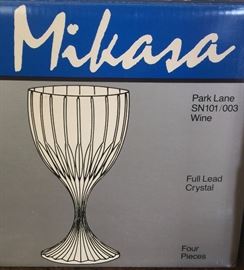 Mikasa
Park Lane
SN101/003
Wine
Full Lead
Crystal
Four
Pieces